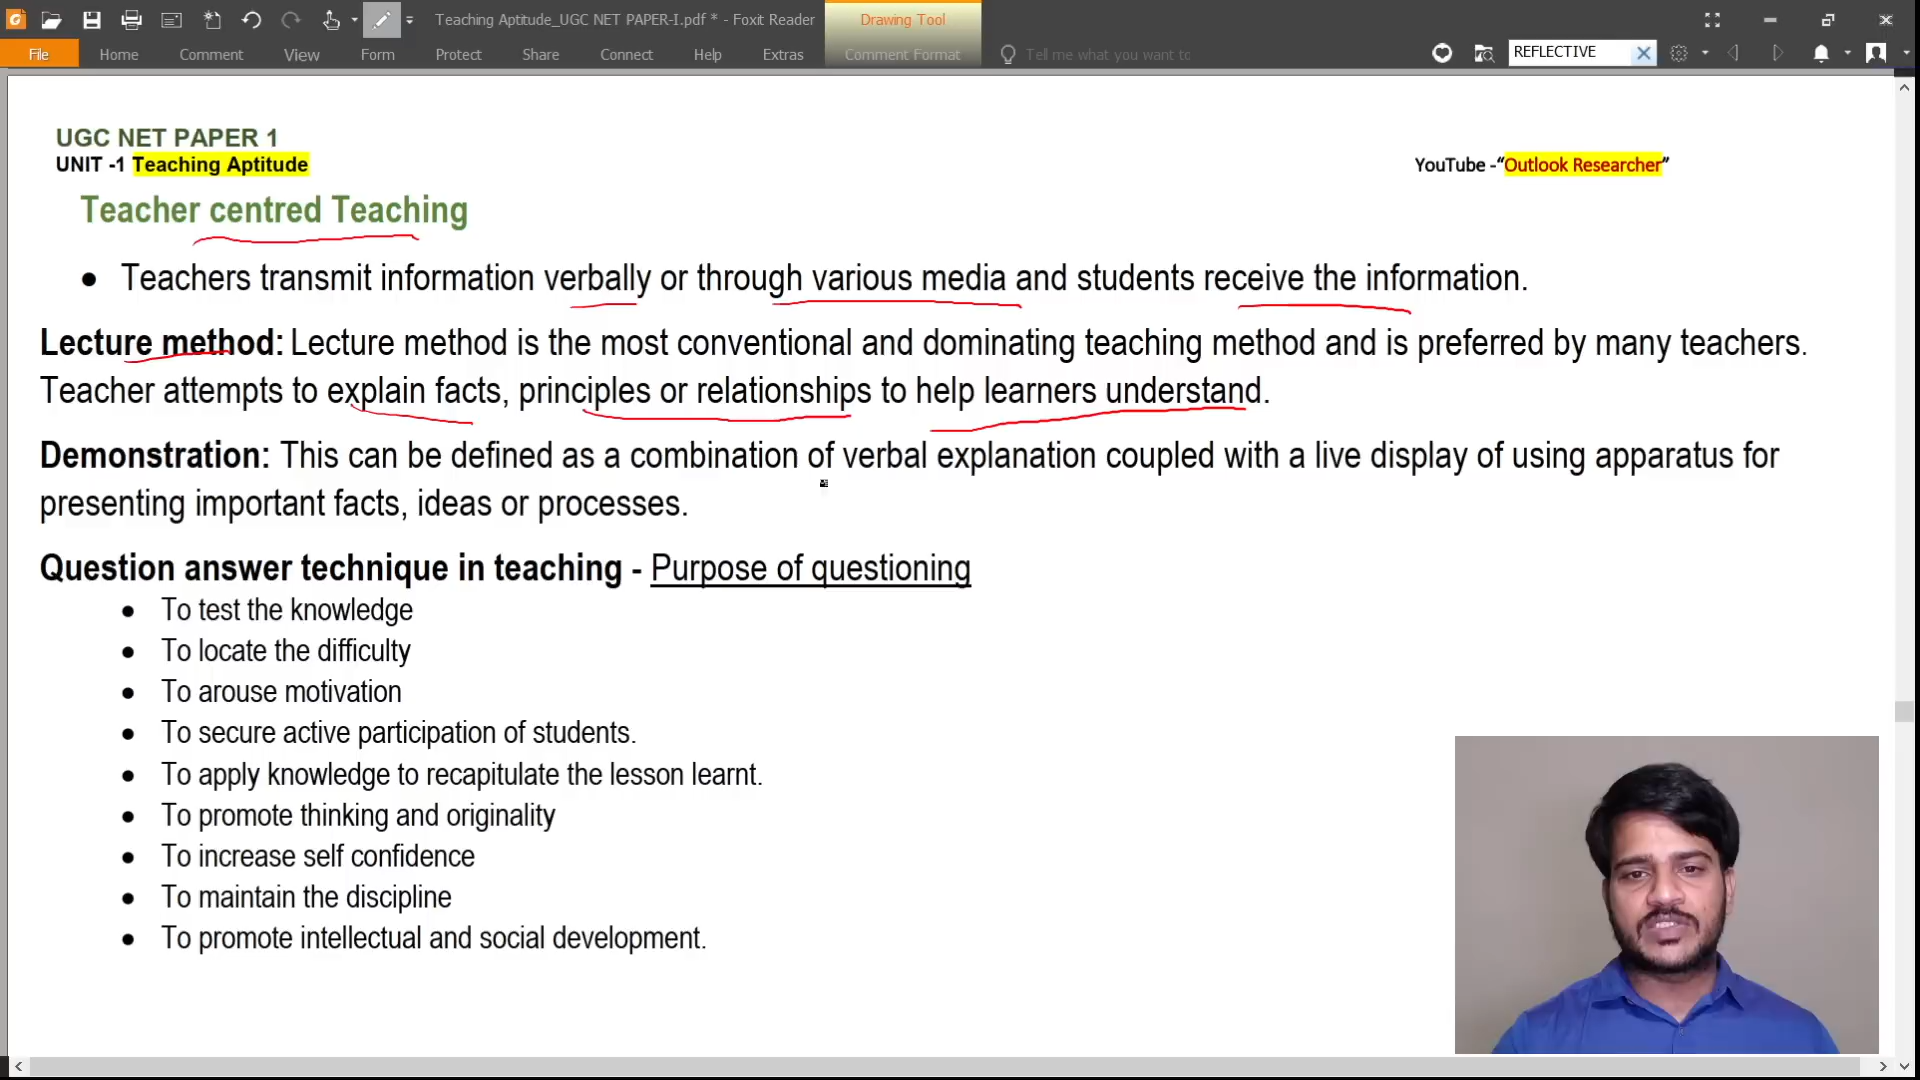 Teaching Aptitude_UGC NET PAPER-I.pdf * - Foxit Reader
Drawing Tool
File Home Comment View Form Protect Share Connect Help Extras Comment Format Tell me what you want to REFLECTIVE
UGC NET PAPER 1
UNIT -1 Teaching Aptitude
YouTube -“Outlook Researcher”
Teacher centred Teaching
● Teachers transmit information verbally or through various media and students receive the information.
Lecture method: Lecture method is the most conventional and dominating teaching method and is preferred by many teachers.
Teacher attempts to explain facts, principles or relationships to help learners understand.
Demonstration: This can be defined as a combination of verbal explanation coupled with a live display of using apparatus for
presenting important facts, ideas or processes.
Question answer technique in teaching - Purpose of questioning
● To test the knowledge
● To locate the difficulty
● To arouse motivation
● To secure active participation of students.
● To apply knowledge to recapitulate the lesson learnt.
● To promote thinking and originality
● To increase self confidence
● To maintain the discipline
● To promote intellectual and social development.